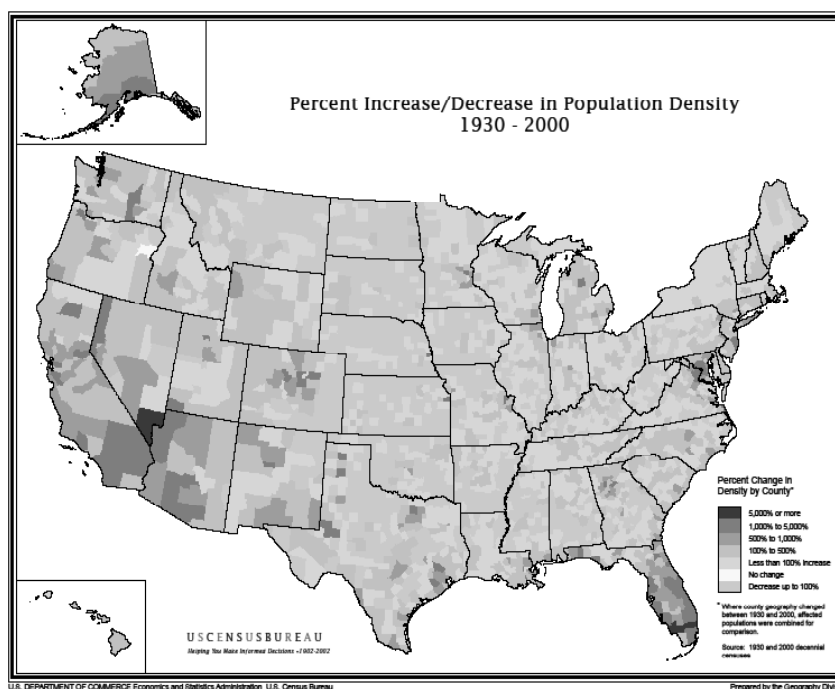 Percent Increase/Decrease in Population Density
1930 - 2000
Percent Change in
Density by County*
5,000% or more
1,000% to 5,000%
500% to 1,000%
100% to 500%
Less than 100% increase
No change
Decrease up to 100%
* Where county geography changed
between 1930 and 2000, affected
populations were combined for
comparison.
Source: 1930 and 2000 decennial
censuses
USCENSUSBUREAU
Helping You Make Informed Decisions •1902-2002
U.S. DEPARTMENT OF COMMERCE Economics and Statistics Administration U.S. Census Bureau
Prepared by the Geography Divi